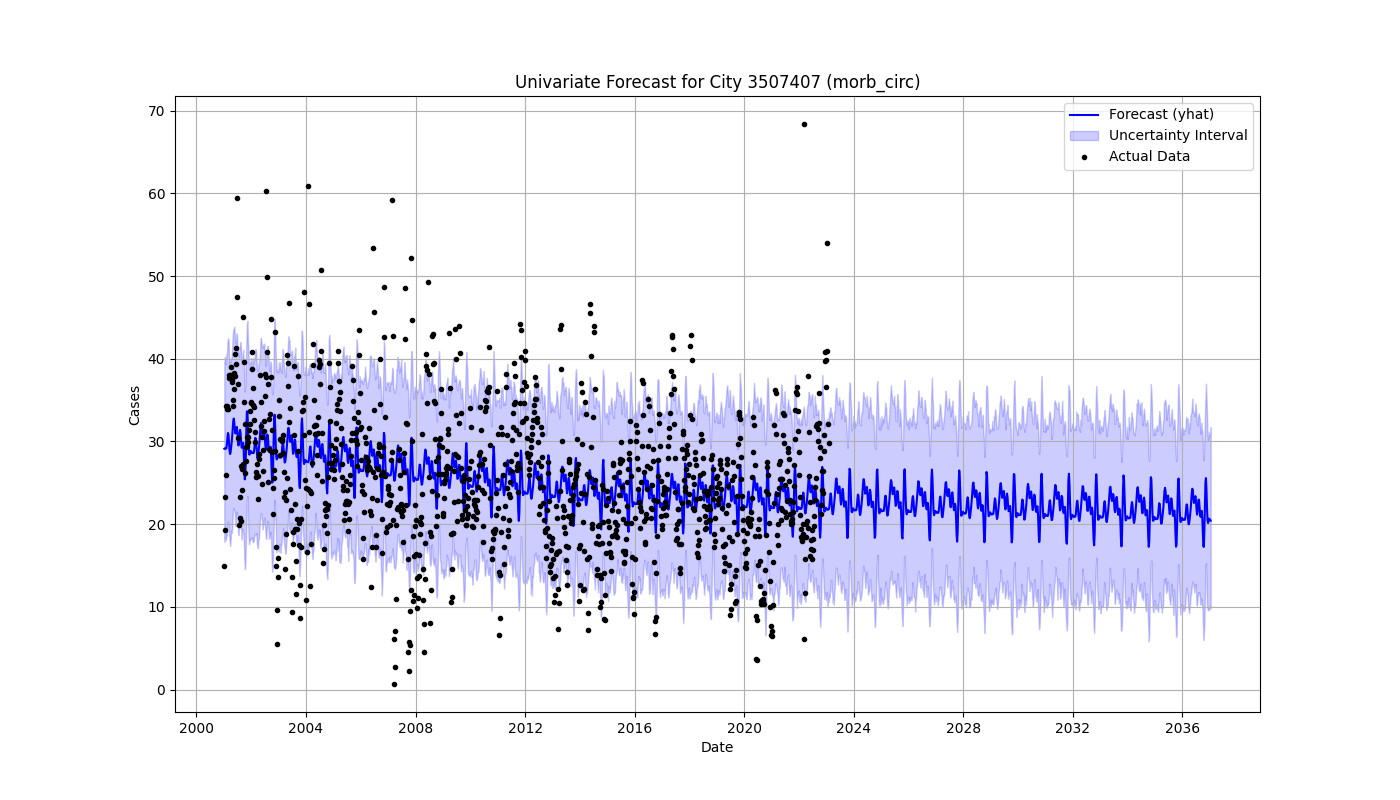 Univariate Forecast for City 3507407 (morb_circ)
Forecast (yhat)
Uncertainty Interval
Actual Data
70
60
50
40
30
20
10
0
Cases
2000 2004 2008 2012 2016 2020 2024 2028 2032 2036
Date